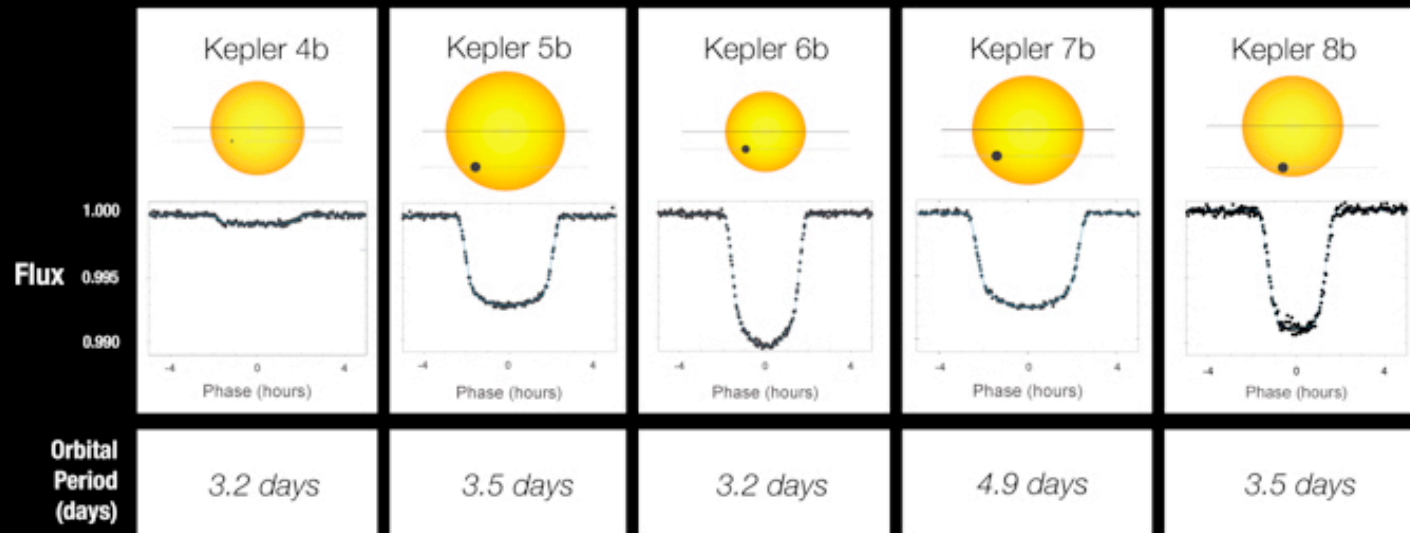 Kepler 4b
Kepler 5b
Kepler 6b
Kepler 7b
Kepler 8b
Flux
1.000
0.995
0.990
-4 0 4
-4 0 4
-4 0 4
-4 0 4
-4 0 4
Phase (hours)
Phase (hours)
Phase (hours)
Phase (hours)
Phase (hours)
Orbital
Period
(days)
3.2 days
3.5 days
3.2 days
4.9 days
3.5 days